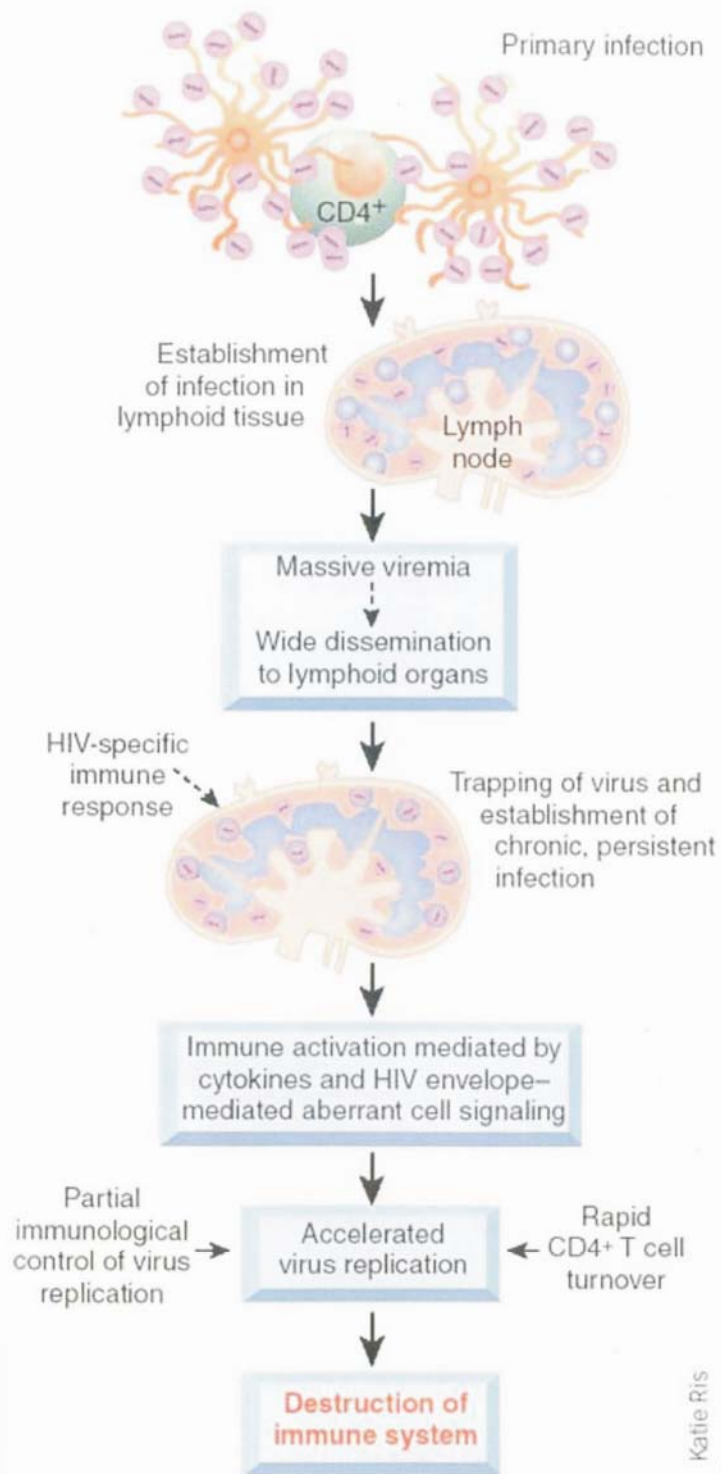 Primary infection
CD4⁺
Establishment
of infection in
lymphoid tissue
Lymph
node
Massive viremia
Wide dissemination
to lymphoid organs
HIV-specific
immune
response
Trapping of virus and
establishment of
chronic, persistent
infection
Immune activation mediated by
cytokines and HIV envelope–
mediated aberrant cell signaling
Partial
immunological
control of virus
replication
Accelerated
virus replication
Rapid
CD4⁺ T cell
turnover
Destruction of
immune system
Katie Ris